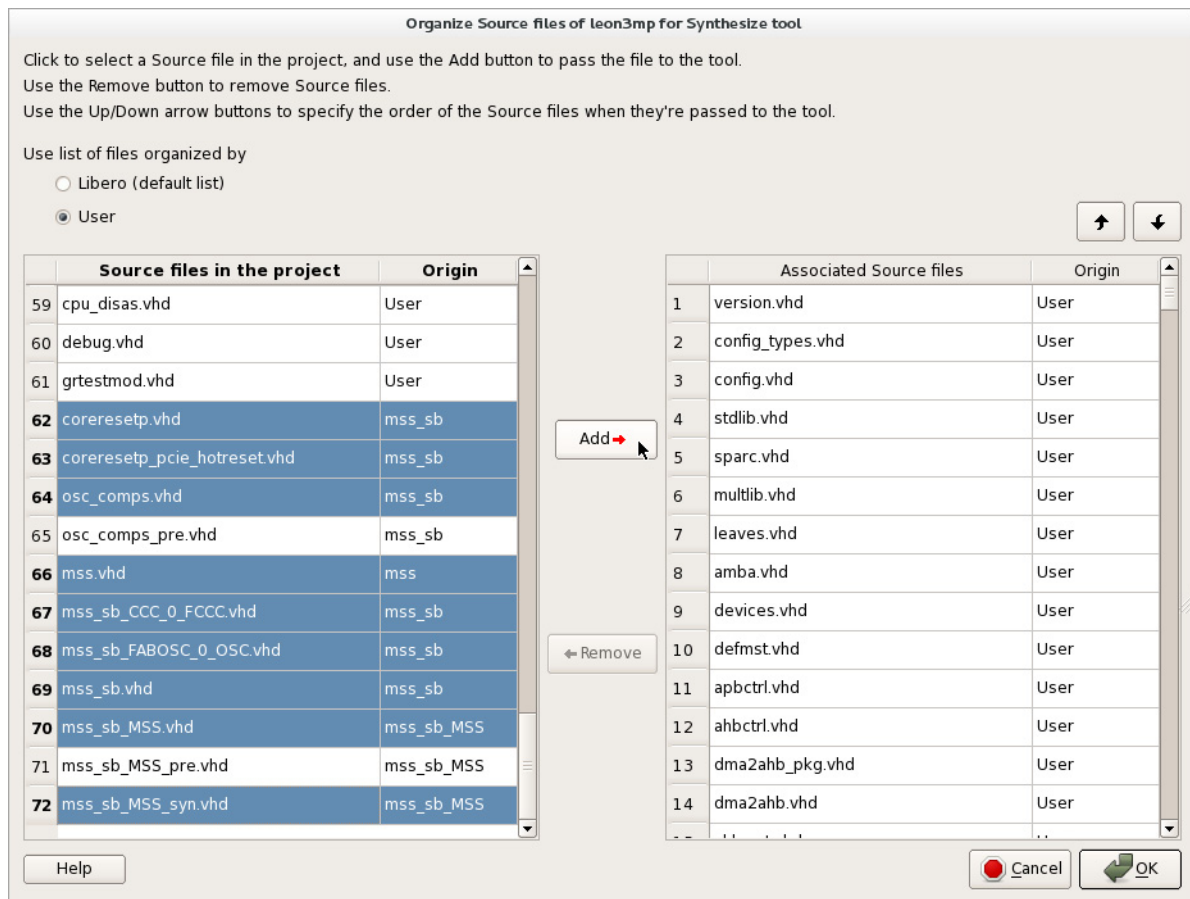 Organize Source files of leon3mp for Synthesize tool
Click to select a Source file in the project, and use the Add button to pass the file to the tool.
Use the Remove button to remove Source files.
Use the Up/Down arrow buttons to specify the order of the Source files when they're passed to the tool.
Use list of files organized by
Libero (default list)
User
Source files in the project Origin
59 cpu_disas.vhd User
60 debug.vhd User
61 grtestmod.vhd User
62 coreresetp.vhd mss_sb
63 coreresetp_pcie_hotreset.vhd mss_sb
64 osc_comps.vhd mss_sb
65 osc_comps_pre.vhd mss_sb
66 mss.vhd mss
67 mss_sb_CCC_0_FCCC.vhd mss_sb
68 mss_sb_FABOSC_0_OSC.vhd mss_sb
69 mss_sb.vhd mss_sb
70 mss_sb_MSS.vhd mss_sb_MSS
71 mss_sb_MSS_pre.vhd mss_sb_MSS
72 mss_sb_MSS_syn.vhd mss_sb_MSS
Add
Remove
Associated Source files Origin
1 version.vhd User
2 config_types.vhd User
3 config.vhd User
4 stdlib.vhd User
5 sparc.vhd User
6 multlib.vhd User
7 leaves.vhd User
8 amba.vhd User
9 devices.vhd User
10 defmst.vhd User
11 apbctrl.vhd User
12 ahbctrl.vhd User
13 dma2ahb_pkg.vhd User
14 dma2ahb.vhd User
Help
Cancel
OK